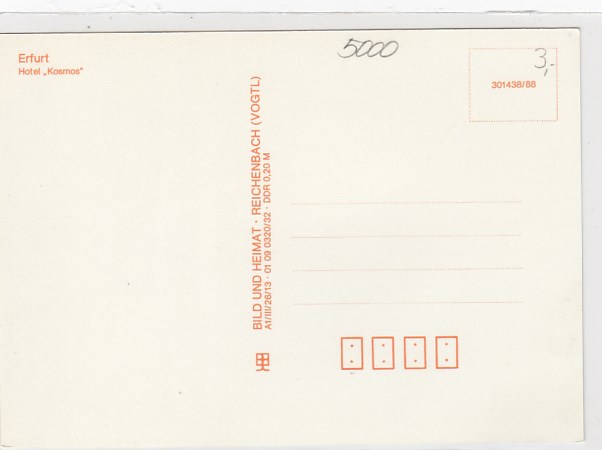 Erfurt
Hotel „Kosmos"
5000
3,-
301438/88
BILD UND HEIMAT · REICHENBACH (VOGTL)
A1/III/26/13 · 01 09 0320/32 · DDR 0,20 M